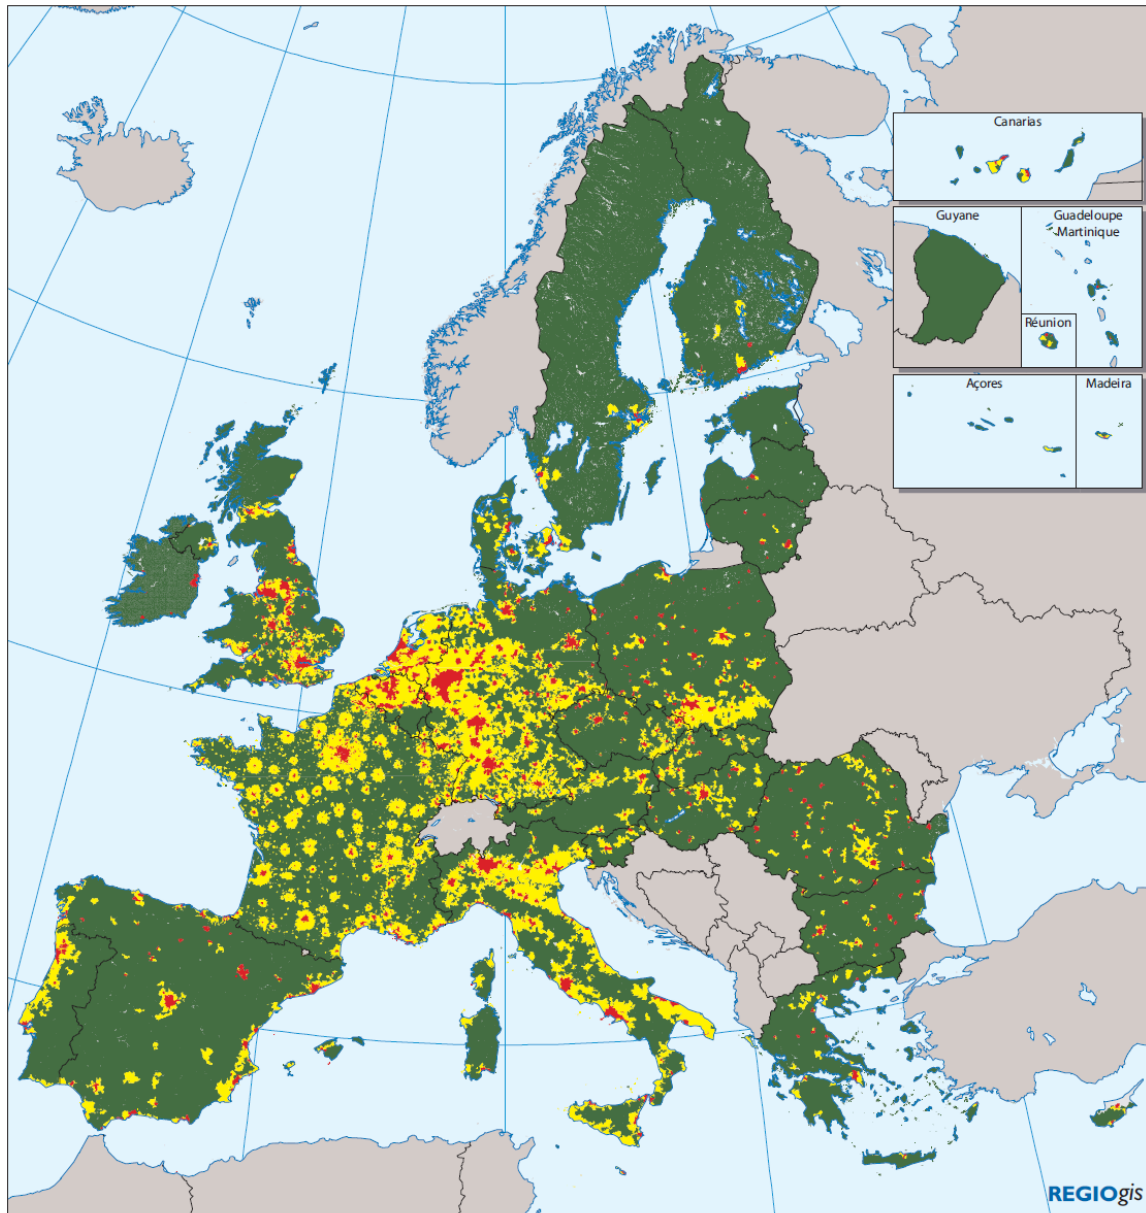 Canarias
Guyane
Guadeloupe
Martinique
Réunion
Açores
Madeira
REGIOgis